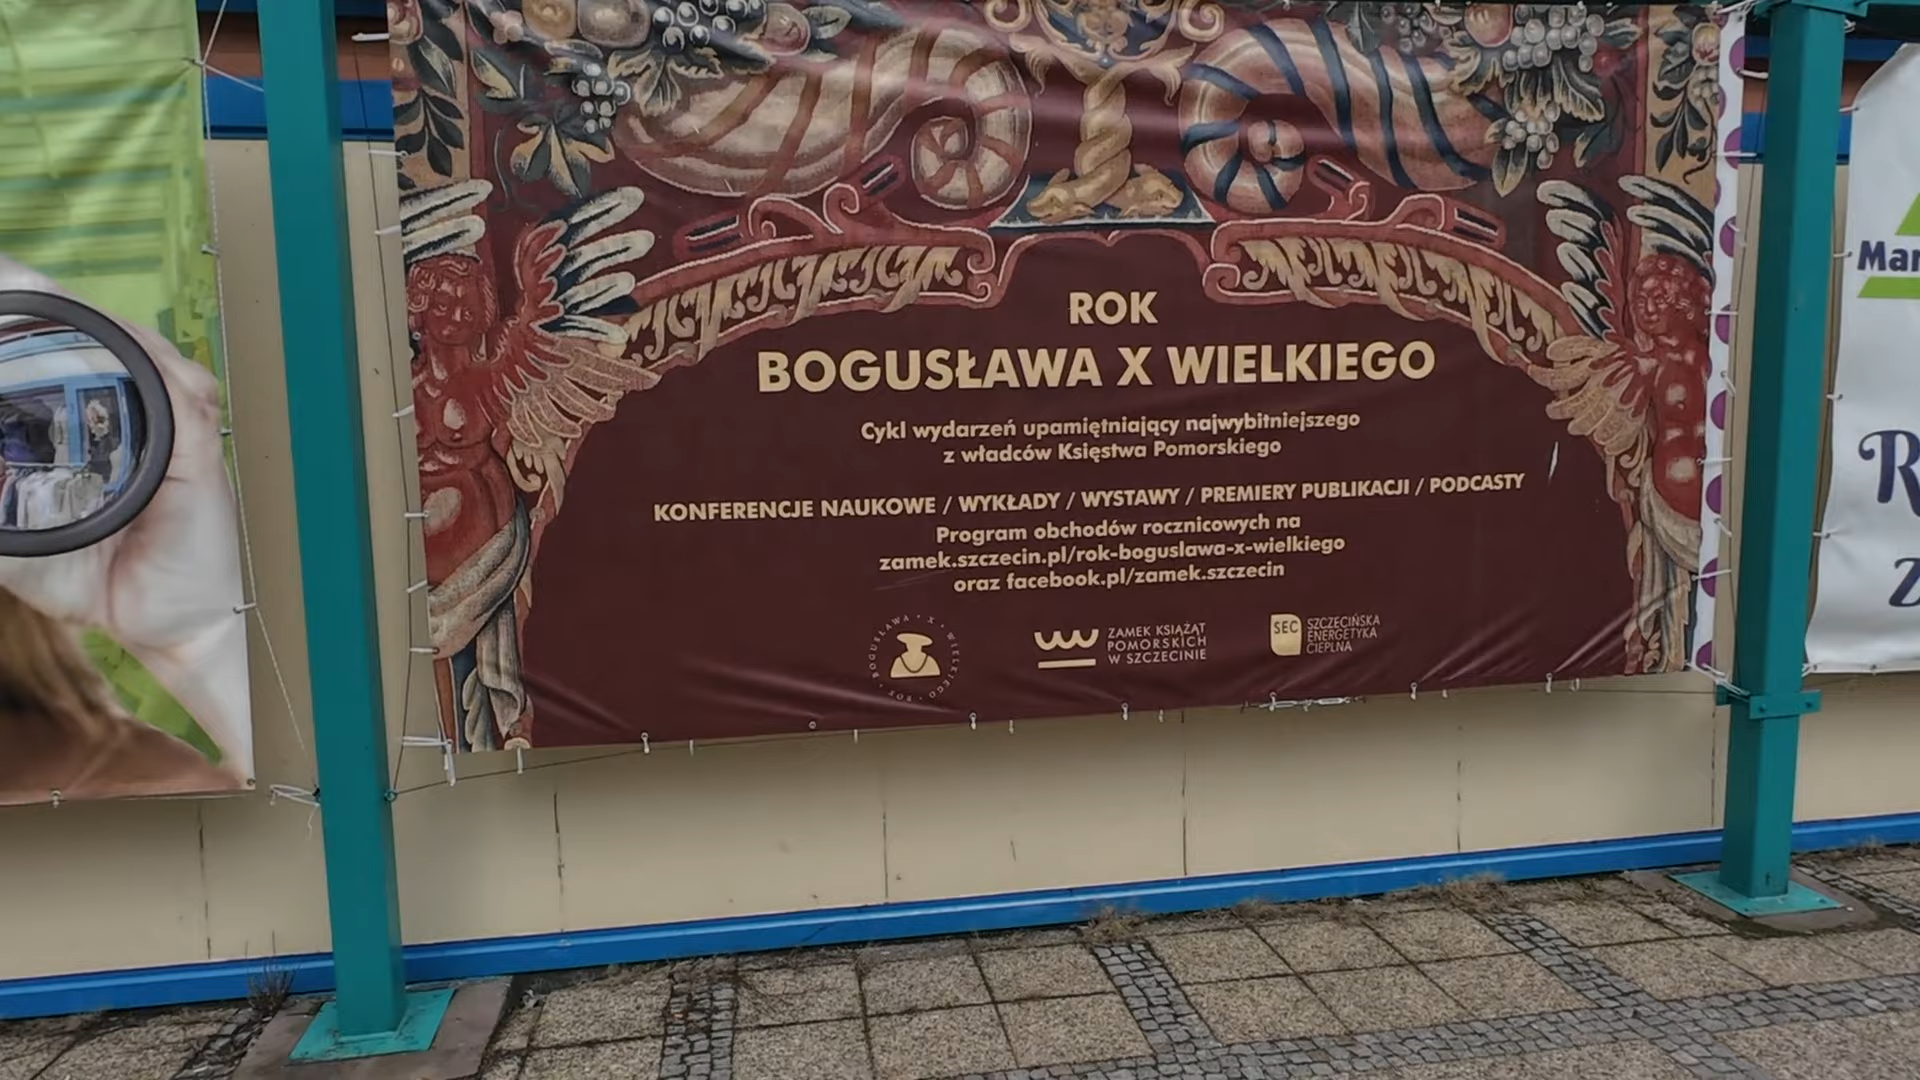 ROK
BOGUSŁAWA X WIELKIEGO
Cykl wydarzeń upamiętniający najwybitniejszego
z władców Księstwa Pomorskiego
KONFERENCJE NAUKOWE / WYKŁADY / WYSTAWY / PREMIERY PUBLIKACJI / PODCASTY
Program obchodów rocznicowych na
zamek.szczecin.pl/rok-boguslawa-x-wielkiego
oraz facebook.pl/zamek.szczecin
ROK • BOGUSŁAWA • X • WIELKIEGO •
ZAMEK KSIĄŻĄT
POMORSKICH
W SZCZECINIE
SEC
SZCZECIŃSKA
ENERGETYKA
CIEPLNA
Mar
R
Z